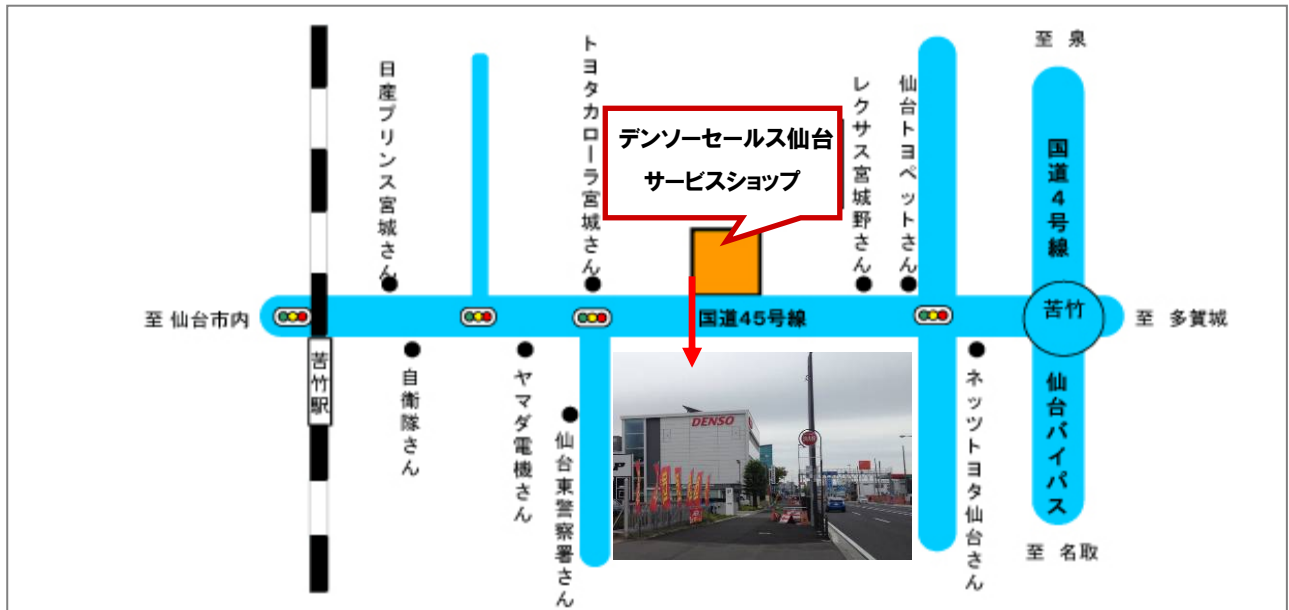 至 泉
日産プリンス宮城さん
トヨタカローラ宮城さん
デンソーセールス仙台
サービスショップ
レクサス宮城野さん
仙台トヨペットさん
国道4号線
至 仙台市内
国道45号線
苦竹
至 多賀城
苦竹駅
自衛隊さん
ヤマダ電機さん
仙台東警察署さん
DENSO
ネッツトヨタ仙台さん
仙台バイパス
至 名取